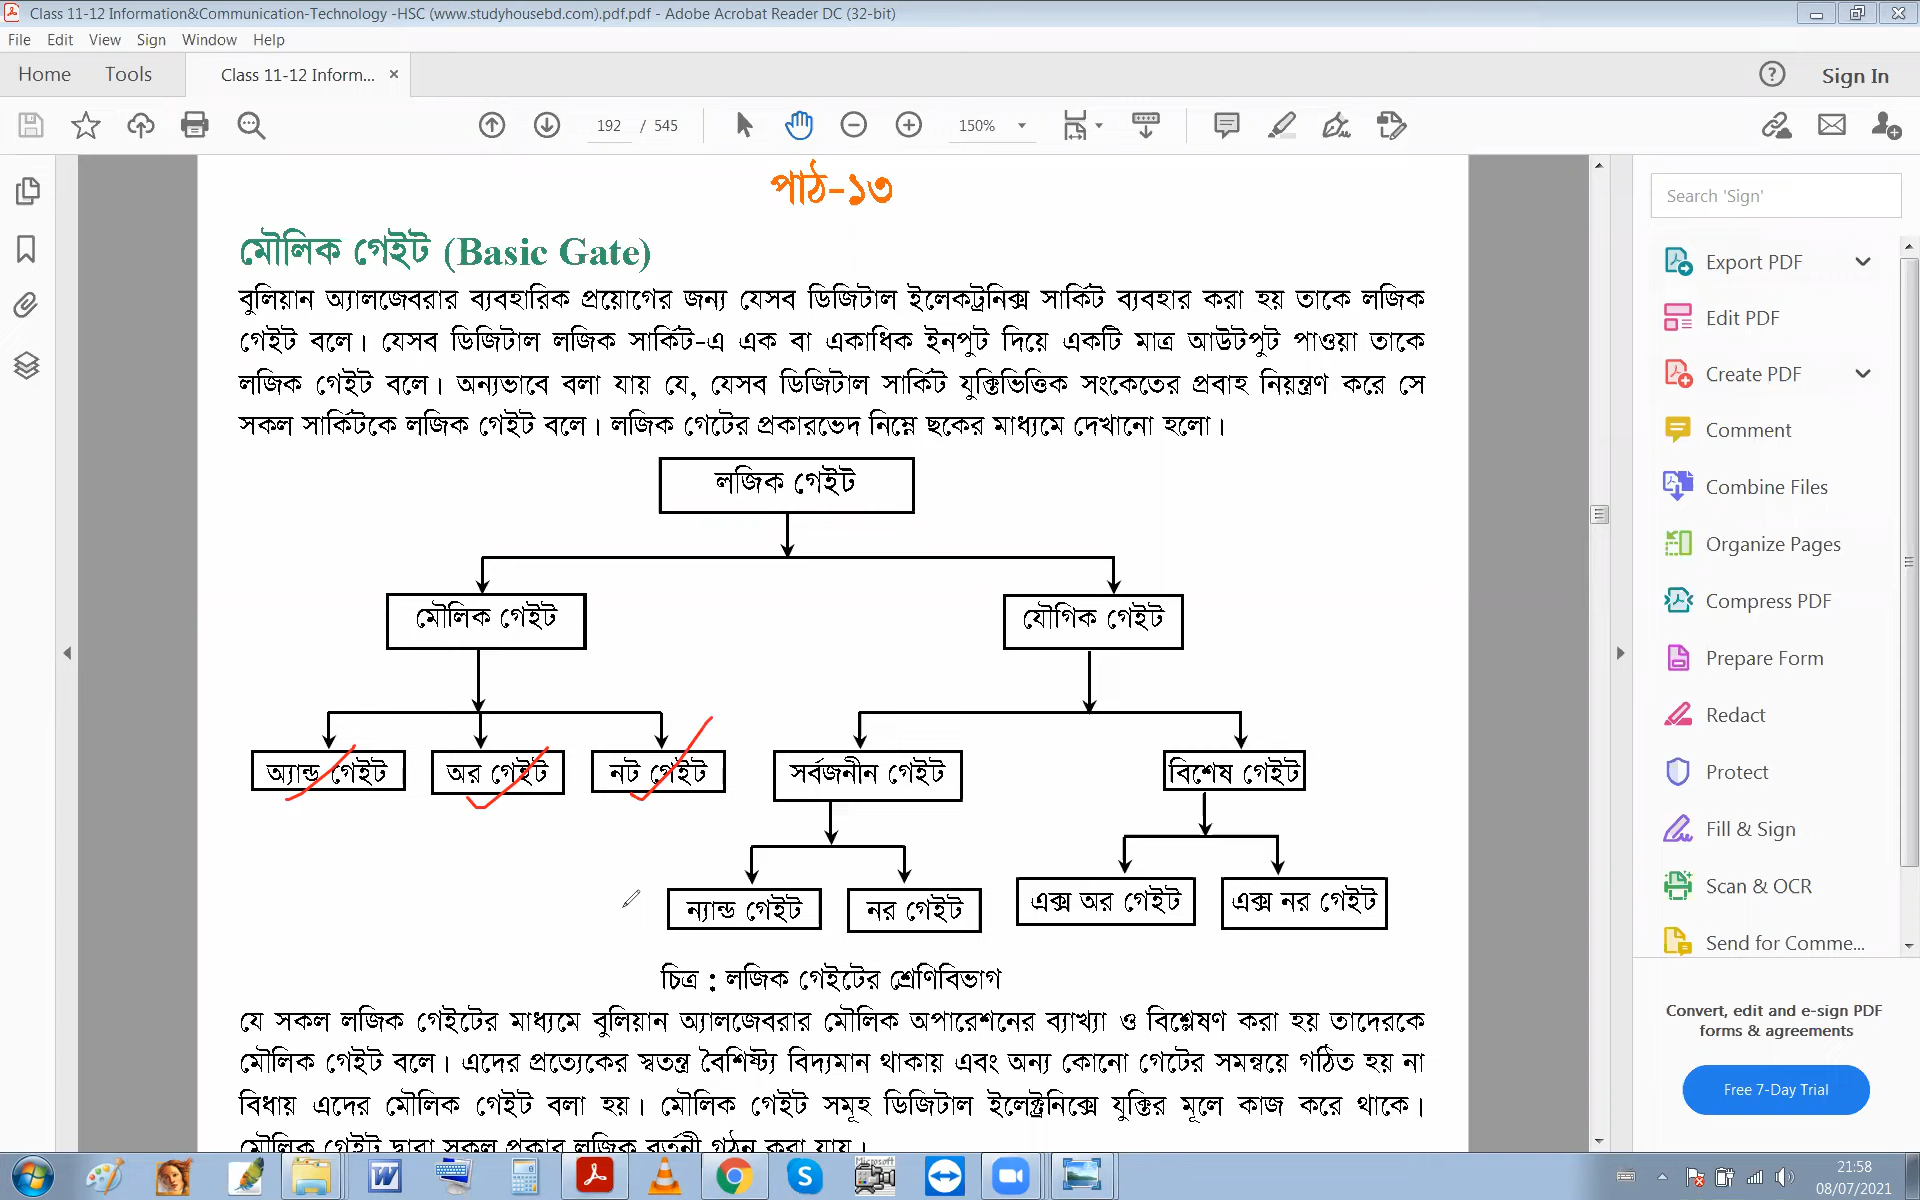 Class 11-12 Information&Communication-Technology -HSC (www.studyhousebd.com).pdf.pdf - Adobe Acrobat Reader DC (32-bit)
File Edit View Sign Window Help
Home Tools Class 11-12 Inform... × Sign In
192 / 545 150%
পাঠ-১৩
মৌলিক গেইট (Basic Gate)
বুলিয়ান অ্যালজেবরার ব্যবহারিক প্রয়োগের জন্য যেসব ডিজিটাল ইলেকট্রনিক্স সার্কিট ব্যবহার করা হয় তাকে লজিক
গেইট বলে। যেসব ডিজিটাল লজিক সার্কিট-এ এক বা একাধিক ইনপুট দিয়ে একটি মাত্র আউটপুট পাওয়া তাকে
লজিক গেইট বলে। অন্যভাবে বলা যায় যে, যেসব ডিজিটাল সার্কিট যুক্তিভিত্তিক সংকেতের প্রবাহ নিয়ন্ত্রণ করে সে
সকল সার্কিটকে লজিক গেইট বলে। লজিক গেটের প্রকারভেদ নিম্নে ছকের মাধ্যমে দেখানো হলো।
লজিক গেইট
মৌলিক গেইট যৌগিক গেইট
অ্যান্ড গেইট অর গেইট নট গেইট সর্বজনীন গেইট বিশেষ গেইট
ন্যান্ড গেইট নর গেইট এক্স অর গেইট এক্স নর গেইট
চিত্র : লজিক গেইটের শ্রেণিবিভাগ
যে সকল লজিক গেইটের মাধ্যমে বুলিয়ান অ্যালজেবরার মৌলিক অপারেশনের ব্যাখ্যা ও বিশ্লেষণ করা হয় তাদেরকে
মৌলিক গেইট বলে। এদের প্রত্যেকের স্বতন্ত্র বৈশিষ্ট্য বিদ্যমান থাকায় এবং অন্য কোনো গেটের সমন্বয়ে গঠিত হয় না
বিধায় এদের মৌলিক গেইট বলা হয়। মৌলিক গেইট সমূহ ডিজিটাল ইলেক্ট্রনিক্সে যুক্তির মূলে কাজ করে থাকে।
মৌলিক গেইট দ্বারা সকল প্রকার লজিক বর্তনী গঠন করা যায়।
Search 'Sign'
Export PDF
Edit PDF
Create PDF
Comment
Combine Files
Organize Pages
Compress PDF
Prepare Form
Redact
Protect
Fill & Sign
Scan & OCR
Send for Comme...
Convert, edit and e-sign PDF
forms & agreements
Free 7-Day Trial
21:58
08/07/2021